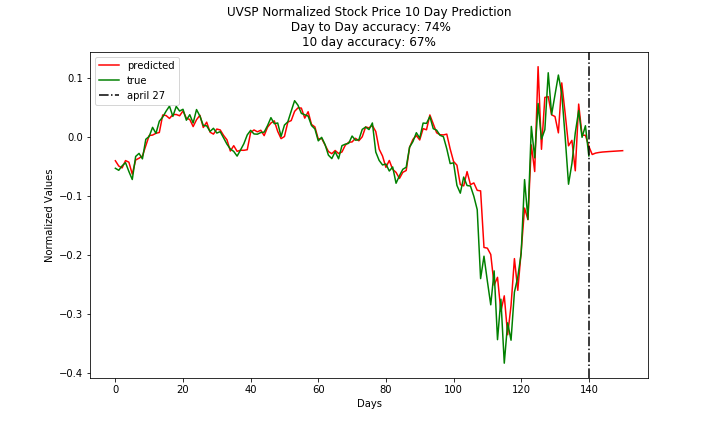 UVSP Normalized Stock Price 10 Day Prediction
Day to Day accuracy: 74%
10 day accuracy: 67%
predicted
true
april 27
0.1
0.0
−0.1
−0.2
−0.3
−0.4
Normalized Values
0 20 40 60 80 100 120 140
Days